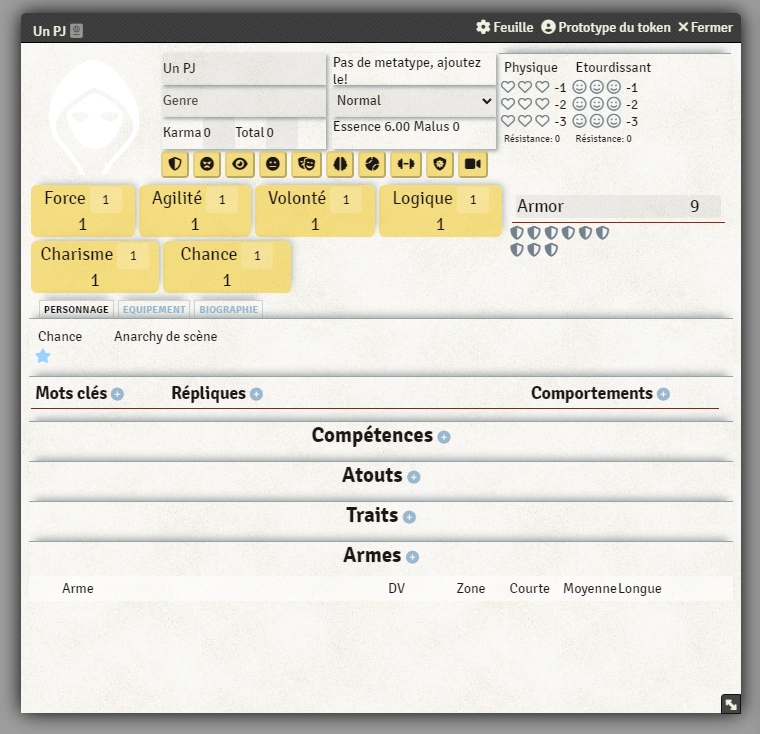 Un PJ Feuille Prototype du token Fermer
Un PJ Pas de metatype, ajoutez le!
Genre Normal
Karma 0 Total 0 Essence 6.00 Malus 0
Physique Etourdissant
-1 -1
-2 -2
-3 -3
Résistance: 0 Résistance: 0
Force 1 Agilité 1 Volonté 1 Logique 1
1 1 1 1
Armor 9
Charisme 1 Chance 1
1 1
PERSONNAGE EQUIPEMENT BIOGRAPHIE
Chance Anarchy de scène
Mots clés Répliques Comportements
Compétences
Atouts
Traits
Armes
Arme DV Zone Courte Moyenne Longue